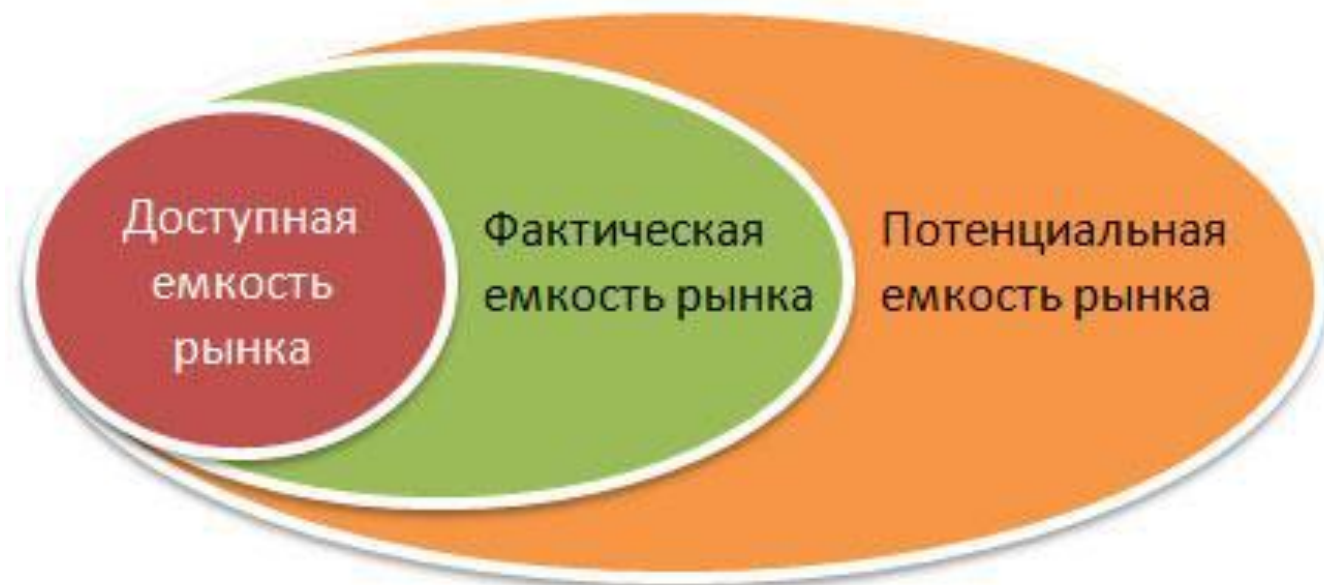 Доступная
емкость
рынка
Фактическая
емкость рынка
Потенциальная
емкость рынка